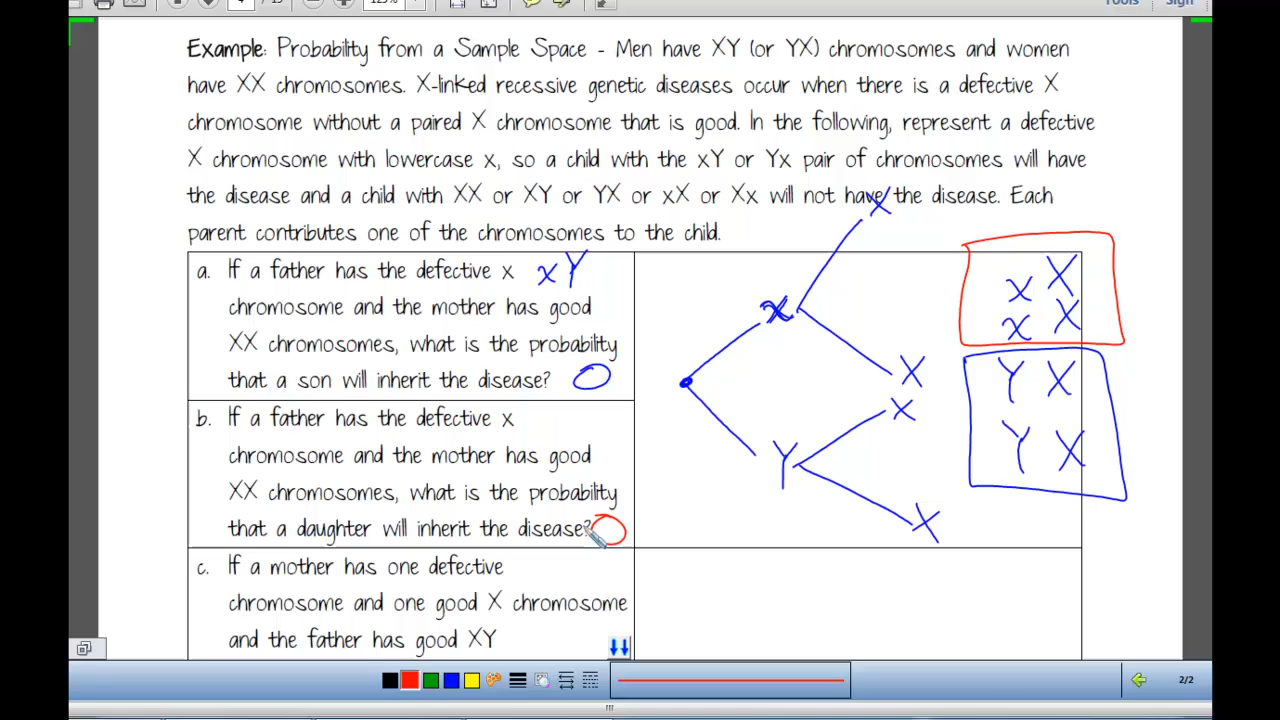 Tools
Sign
Example: Probability from a Sample Space - Men have XY (or YX) chromosomes and women
have XX chromosomes. X-linked recessive genetic diseases occur when there is a defective X
chromosome without a paired X chromosome that is good. In the following, represent a defective
X chromosome with lowercase x, so a child with the xY or Yx pair of chromosomes will have
the disease and a child with XX or XY or YX or xX or Xx will not have the disease. Each
parent contributes one of the chromosomes to the child.
a. If a father has the defective x xY
chromosome and the mother has good
XX chromosomes, what is the probability
that a son will inherit the disease? 0
b. If a father has the defective x
chromosome and the mother has good
XX chromosomes, what is the probability
that a daughter will inherit the disease? 0
c. If a mother has one defective
chromosome and one good X chromosome
and the father has good XY
X
x
X
X
Y
X
x X
x X
Y X
Y X
2/2